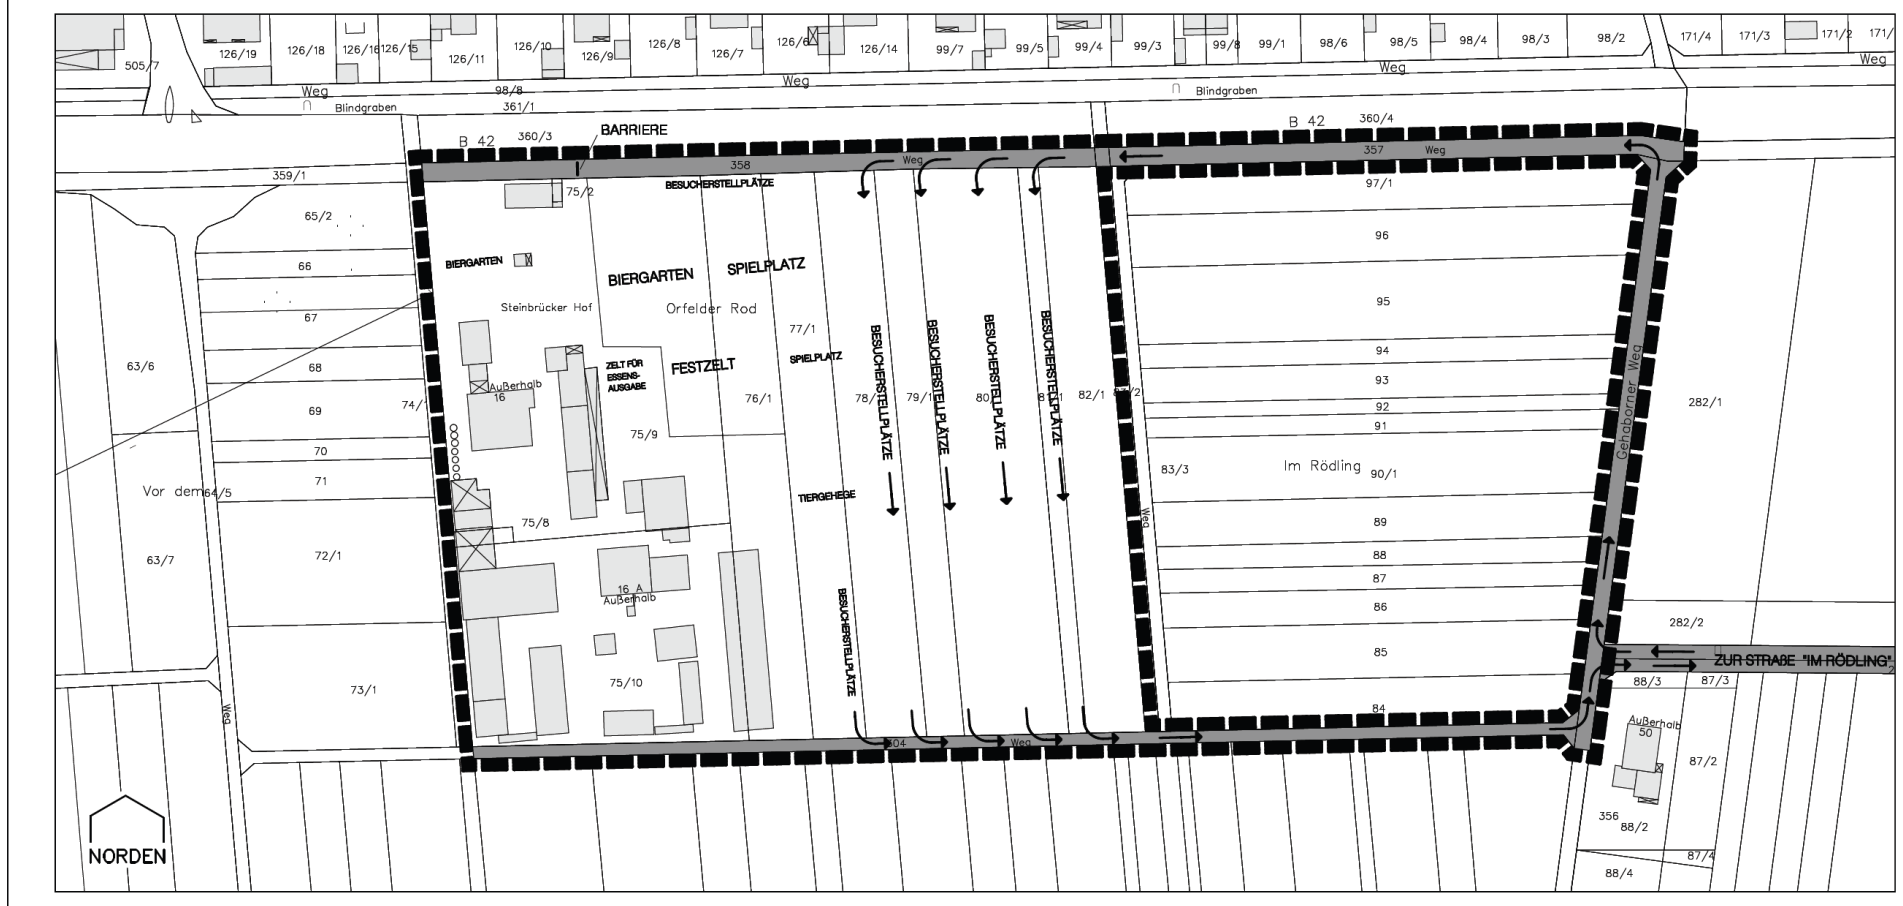 505/7
126/19
126/18
126/16
126/15
126/11
126/10
126/9
126/8
126/7
126/6
126/14
99/7
99/5
99/4
99/3
99/8
99/1
98/6
98/5
98/4
98/3
98/2
171/4
171/3
171/2
171/
Weg
Weg
Weg
Weg
98/8
361/1
Blindgraben
Blindgraben
B 42
360/3
BARRIERE
B 42
360/4
359/1
358
Weg
357
Weg
BESUCHERSTELLPLÄTZE
75/2
97/1
65/2
96
66
BIERGARTEN
BIERGARTEN
SPIELPLATZ
95
67
Steinbrücker Hof
Orfelder Rod
77/1
63/6
68
ZELT FÜR
ESSENS-
AUSGABE
FESTZELT
SPIELPLATZ
94
93
Außerhalb
16
69
76/1
79/1
82/1
92
91
282/1
BESUCHERSTELLPLÄTZE
BESUCHERSTELLPLÄTZE
BESUCHERSTELLPLÄTZE
BESUCHERSTELLPLÄTZE
Gehaborner Weg
75/9
70
71
Vor dem
64/5
83/3
Im Rödling
90/1
TIERGEHEGE
75/8
Weg
89
63/7
72/1
88
87
16 A
Außerhalb
BESUCHERSTELLPLÄTZE
86
282/2
85
ZUR STRAßE "IM RÖDLING"
73/1
75/10
88/3
87/3
84
Weg
Weg
Außerhalb
50
87/2
356
88/2
87/4
88/4
NORDEN